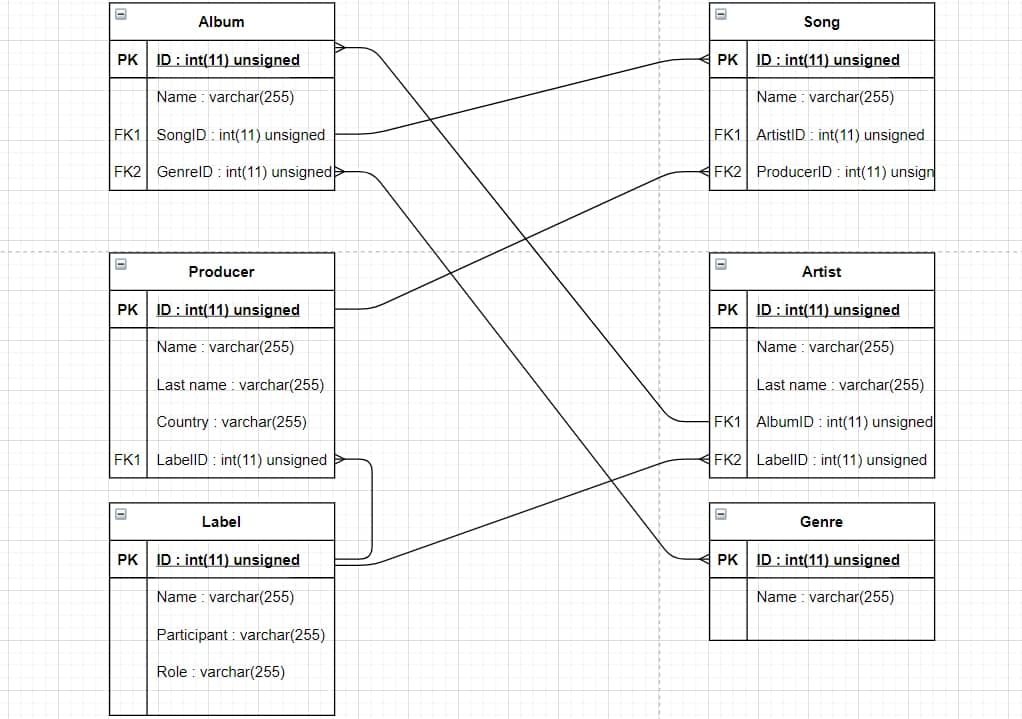 Album
PK ID : int(11) unsigned
Name : varchar(255)
FK1 SongID : int(11) unsigned
FK2 GenreID : int(11) unsigned
Song
PK ID : int(11) unsigned
Name : varchar(255)
FK1 ArtistID : int(11) unsigned
FK2 ProducerID : int(11) unsign
Producer
PK ID : int(11) unsigned
Name : varchar(255)
Last name : varchar(255)
Country : varchar(255)
FK1 LabelID : int(11) unsigned
Artist
PK ID : int(11) unsigned
Name : varchar(255)
Last name : varchar(255)
FK1 AlbumID : int(11) unsigned
FK2 LabelID : int(11) unsigned
Label
PK ID : int(11) unsigned
Name : varchar(255)
Participant : varchar(255)
Role : varchar(255)
Genre
PK ID : int(11) unsigned
Name : varchar(255)